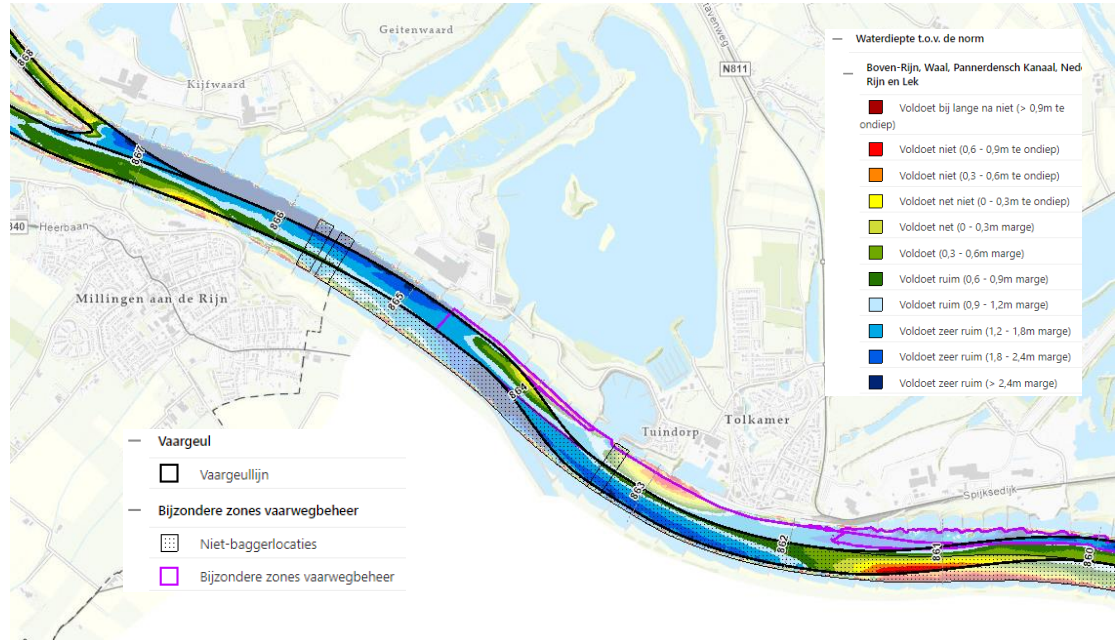 Geitenwaard
Kijfwaard
N811
868
867
866
865
864
863
862
861
860
Heerbaan
Millingen aan de Rijn
Tuindorp
Tolkamer
Spijksedijk
Waterdiepte t.o.v. de norm
Boven-Rijn, Waal, Pannerdensch Kanaal, Nede
Rijn en Lek
Voldoet bij lange na niet (> 0,9m te
ondiep)
Voldoet niet (0,6 - 0,9m te ondiep)
Voldoet niet (0,3 - 0,6m te ondiep)
Voldoet net niet (0 - 0,3m te ondiep)
Voldoet net (0 - 0,3m marge)
Voldoet (0,3 - 0,6m marge)
Voldoet ruim (0,6 - 0,9m marge)
Voldoet ruim (0,9 - 1,2m marge)
Voldoet zeer ruim (1,2 - 1,8m marge)
Voldoet zeer ruim (1,8 - 2,4m marge)
Voldoet zeer ruim (> 2,4m marge)
Vaargeul
Vaargeullijn
Bijzondere zones vaarwegbeheer
Niet-baggerlocaties
Bijzondere zones vaarwegbeheer